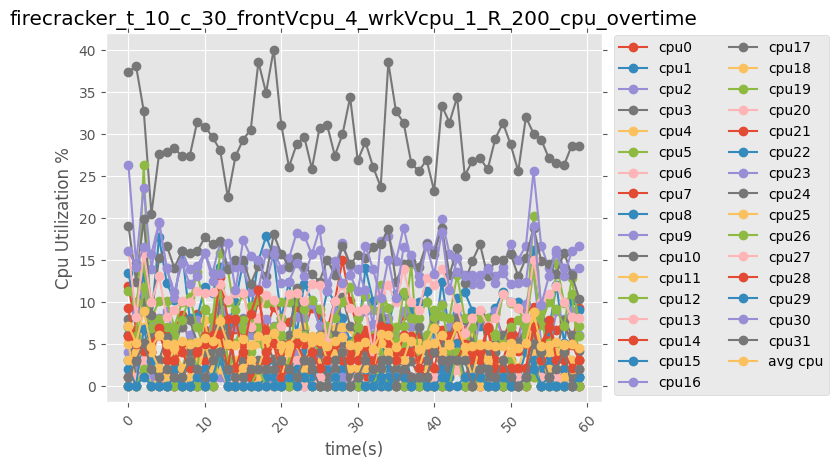 firecracker_t_10_c_30_frontVcpu_4_wrkVcpu_1_R_200_cpu_overtime
Cpu Utilization %
40
35
30
25
20
15
10
5
0
0
10
20
30
40
50
60
time(s)
cpu0
cpu1
cpu2
cpu3
cpu4
cpu5
cpu6
cpu7
cpu8
cpu9
cpu10
cpu11
cpu12
cpu13
cpu14
cpu15
cpu16
cpu17
cpu18
cpu19
cpu20
cpu21
cpu22
cpu23
cpu24
cpu25
cpu26
cpu27
cpu28
cpu29
cpu30
cpu31
avg cpu